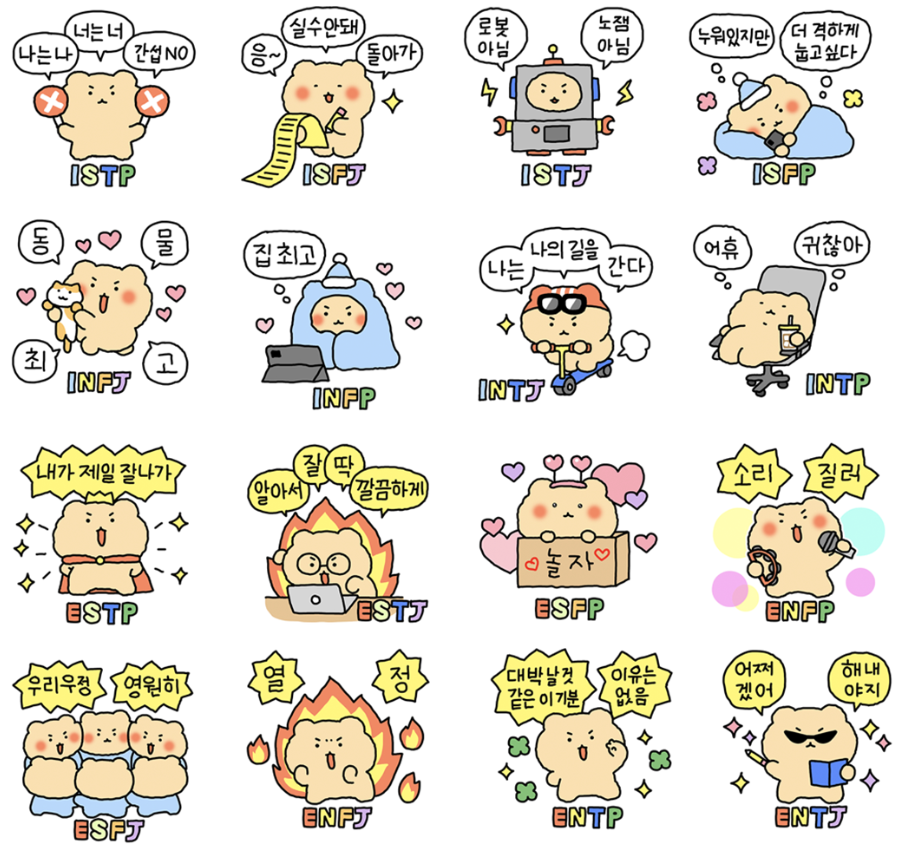 나는나
너는너
간섭NO
ISTP
음~
실수안돼
돌아가
ISFJ
로봇
아님
노잼
아님
ISTJ
누워있지만
더 격하게
눕고싶다
ISFP
동
물
최
고
INFJ
집 최고
INFP
나는
나의 길을
간다
INTJ
어휴
귀찮아
INTP
내가 제일 잘나가
ESTP
알아서
잘
딱
깔끔하게
ESTJ
놀자
ESFP
소리
질러
ENFP
우리우정
영원히
ESFJ
열
정
ENFJ
대박날것
같은 이기분
이유는
없음
ENTP
어쩌
겠어
해내
야지
ENTJ